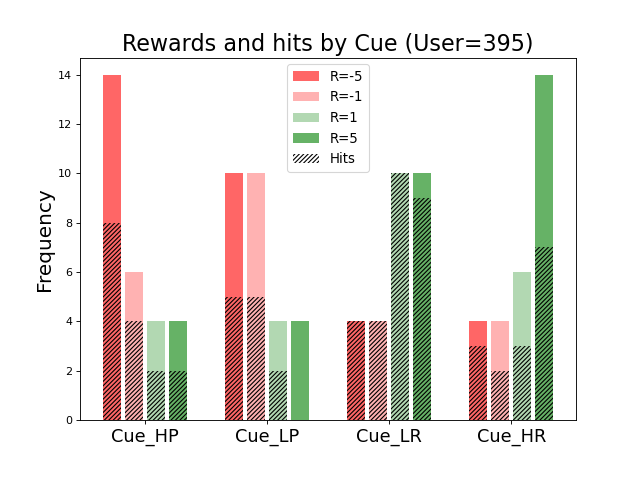 Rewards and hits by Cue (User=395)
R=-5
R=-1
R=1
R=5
Hits
Frequency
14
12
10
8
6
4
2
0
Cue_HP Cue_LP Cue_LR Cue_HR